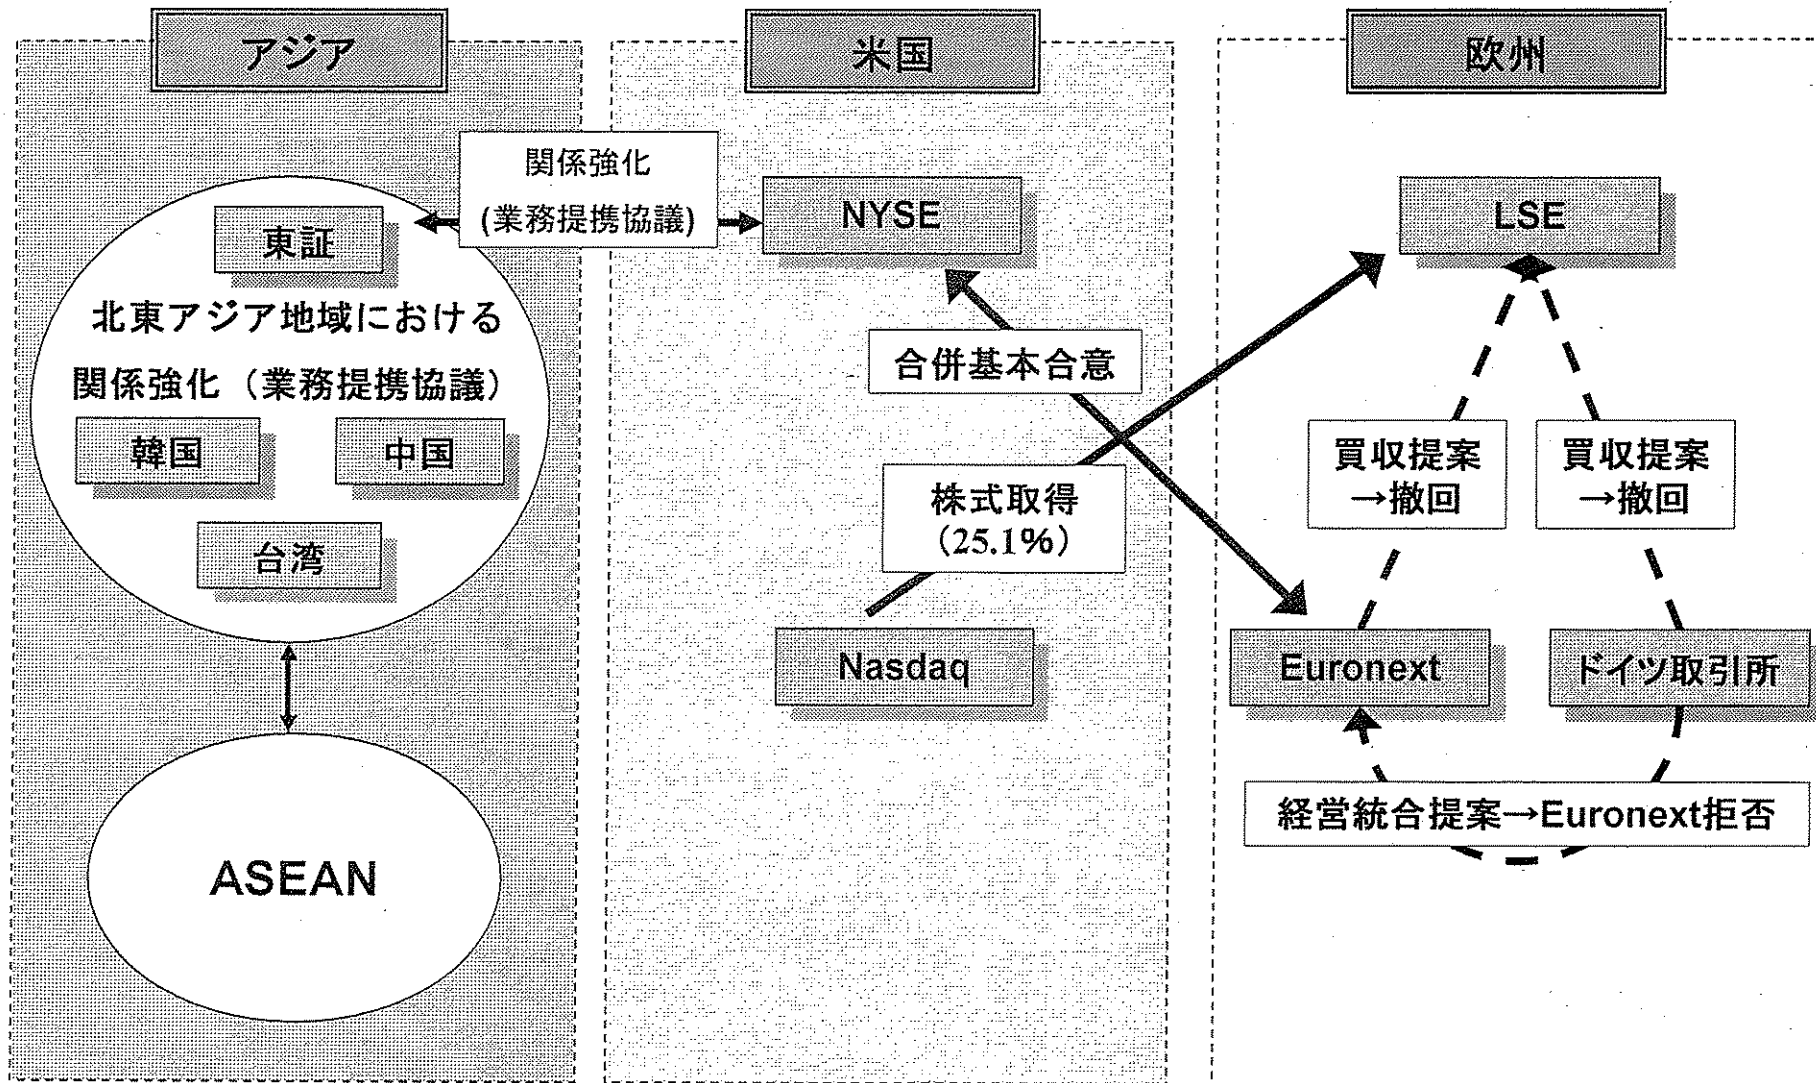 アジア
米国
欧州
関係強化
(業務提携協議)
東証
NYSE
LSE
北東アジア地域における
関係強化(業務提携協議)
合併基本合意
韓国
中国
買収提案
→撤回
買収提案
→撤回
株式取得
(25.1%)
台湾
Nasdaq
Euronext
ドイツ取引所
経営統合提案→Euronext拒否
ASEAN